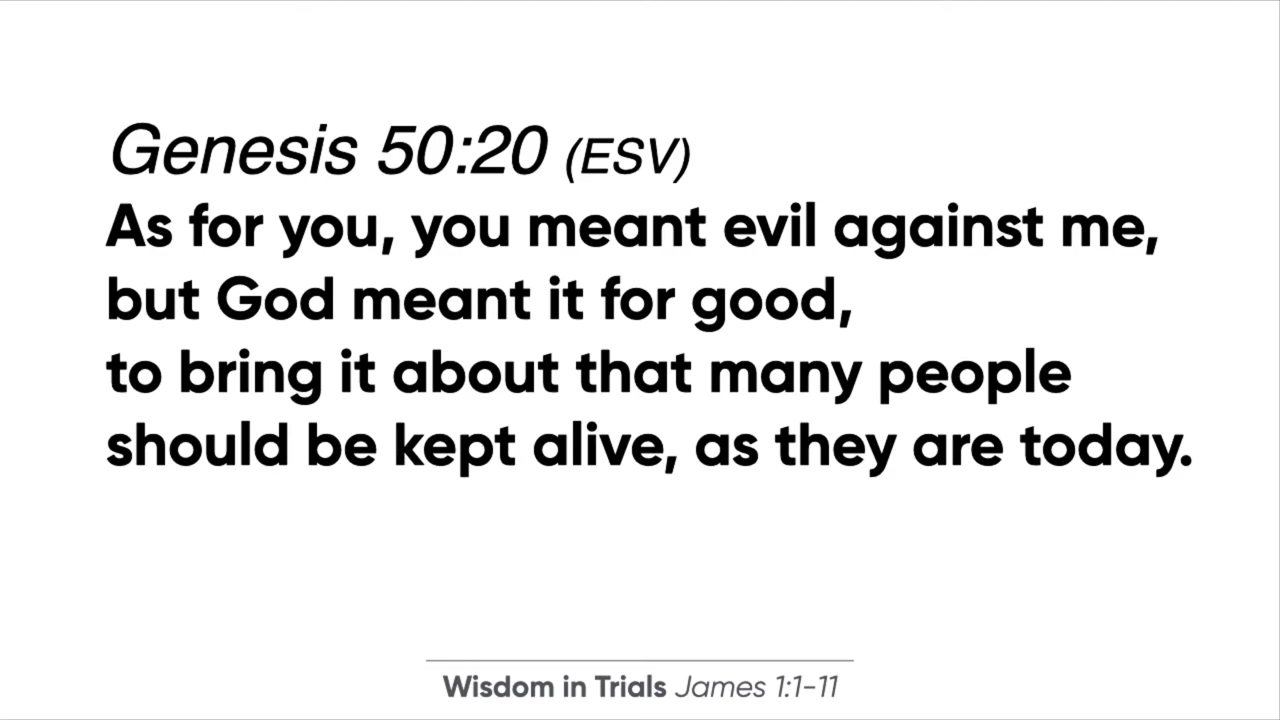 Genesis 50:20 (ESV)
As for you, you meant evil against me,
but God meant it for good,
to bring it about that many people
should be kept alive, as they are today.
Wisdom in Trials James 1:1-11